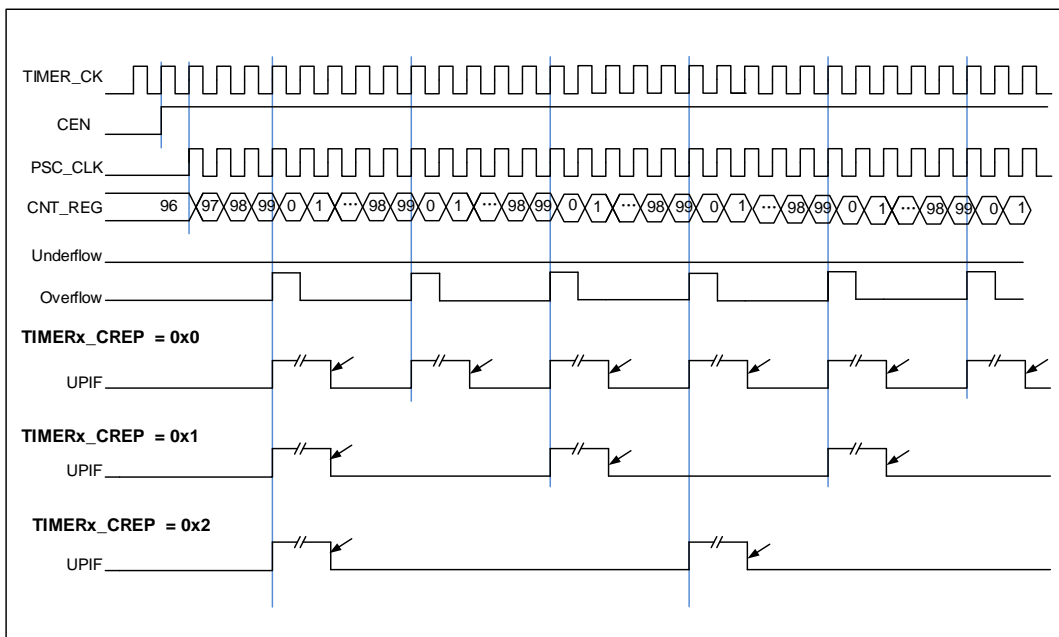 TIMER_CK
CEN
PSC_CLK
CNT_REG 96 97 98 99 0 1 ... 98 99 0 1 ... 98 99 0 1 ... 98 99 0 1 ... 98 99 0 1 ... 98 99 0 1
Underflow
Overflow
TIMERx_CREP = 0x0
UPIF
TIMERx_CREP = 0x1
UPIF
TIMERx_CREP = 0x2
UPIF